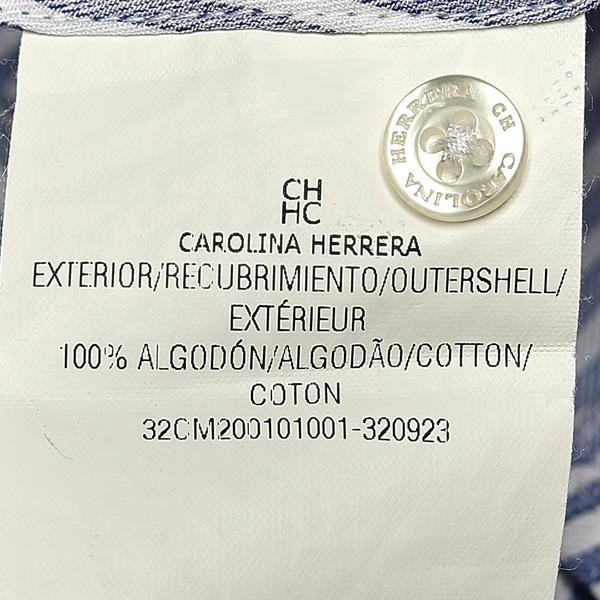 HERRERA CH CAROLINA
CH
HC
CAROLINA HERRERA
EXTERIOR/RECUBRIMIENTO/OUTERSHELL/
EXTÉRIEUR
100% ALGODÓN/ALGODÃO/COTTON/
COTON
32CM200101001-320923